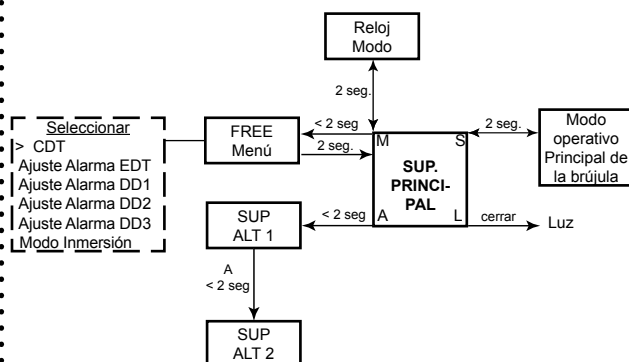 Reloj
Modo
2 seg.
Seleccionar
> CDT
Ajuste Alarma EDT
Ajuste Alarma DD1
Ajuste Alarma DD2
Ajuste Alarma DD3
Modo Inmersión
FREE
Menú
< 2 seg
2 seg.
M
S
SUP.
PRINCI-
PAL
A
L
2 seg.
Modo
operativo
Principal de
la brújula
SUP
ALT 1
< 2 seg
cerrar
Luz
A
< 2 seg
SUP
ALT 2